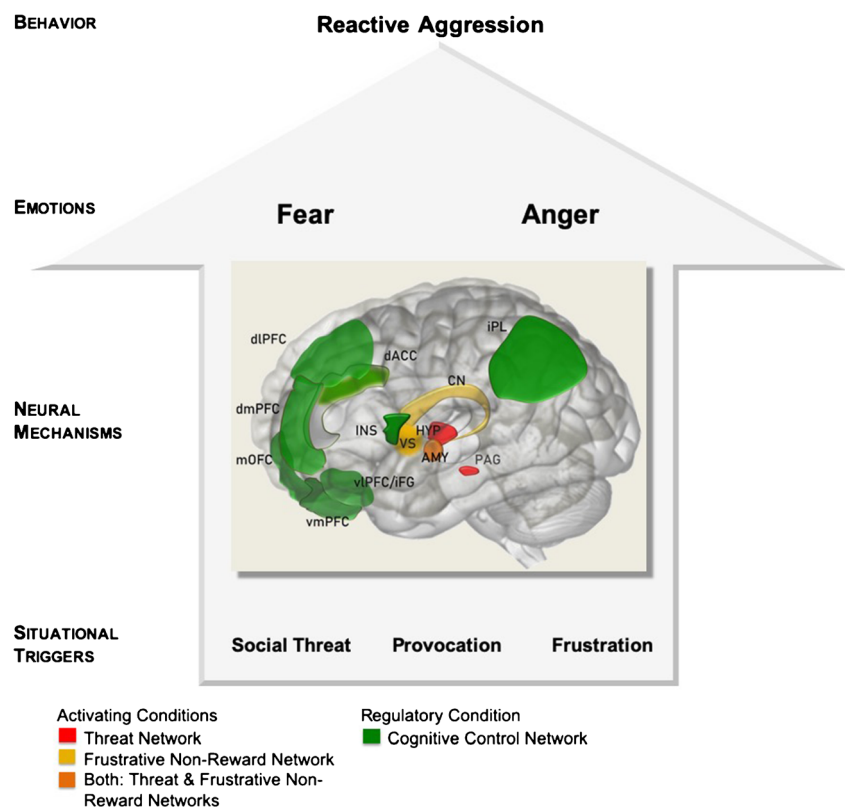 BEHAVIOR
Reactive Aggression
EMOTIONS
Fear
Anger
NEURAL
MECHANISMS
dlPFC
dACC
iPL
CN
dmPFC
INS
HYP
VS
mOFC
AMY
PAG
vlPFC/iFG
vmPFC
SITUATIONAL
TRIGGERS
Social Threat
Provocation
Frustration
Activating Conditions
Threat Network
Frustrative Non-Reward Network
Both: Threat & Frustrative Non-
Reward Networks
Regulatory Condition
Cognitive Control Network